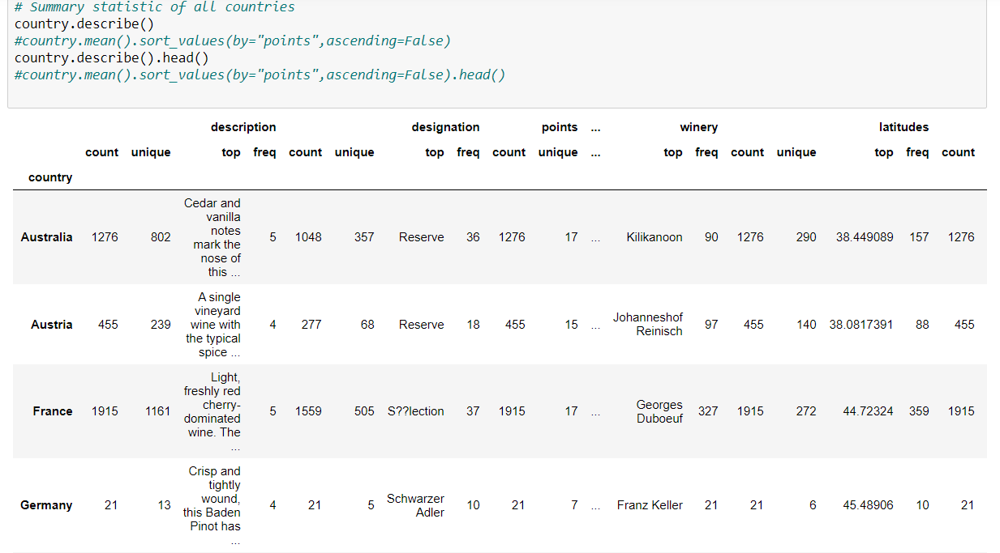 # Summary statistic of all countries
country.describe()
#country.mean().sort_values(by="points",ascending=False)
country.describe().head()
#country.mean().sort_values(by="points",ascending=False).head()
description designation points ... winery latitudes
count unique top freq count unique top freq count unique ... top freq count unique top freq count
country
Cedar and
vanilla
notes
Australia 1276 802 mark the 5 1048 357 Reserve 36 1276 17 ... Kilikanoon 90 1276 290 38.449089 157 1276
nose of
this ...
A single
vineyard
Austria 455 239 wine with 4 277 68 Reserve 18 455 15 ... Johanneshof 97 455 140 38.0817391 88 455
the typical Reinisch
spice ...
Light,
freshly red
cherry-
France 1915 1161 dominated 5 1559 505 S??lection 37 1915 17 ... Georges 327 1915 272 44.72324 359 1915
wine. The Duboeuf
...
Crisp and
tightly
wound,
Germany 21 13 this Baden 4 21 5 Schwarzer 10 21 7 ... Franz Keller 21 21 6 45.48906 10 21
Pinot has Adler
...